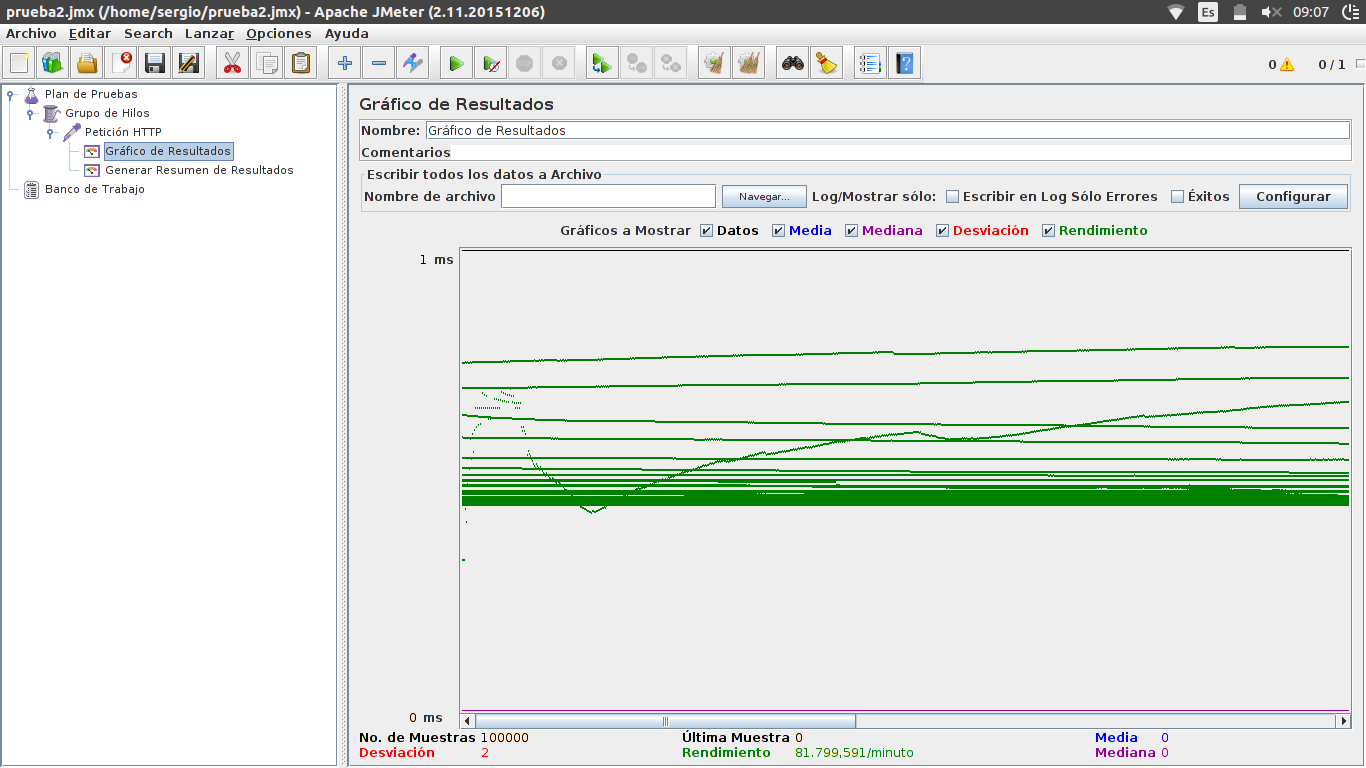 prueba2.jmx (/home/sergio/prueba2.jmx) - Apache JMeter (2.11.20151206)
Es
09:07
Archivo Editar Search Lanzar Opciones Ayuda
0
0 / 1
Plan de Pruebas
Grupo de Hilos
Petición HTTP
Gráfico de Resultados
Generar Resumen de Resultados
Banco de Trabajo
Gráfico de Resultados
Nombre: Gráfico de Resultados
Comentarios
Escribir todos los datos a Archivo
Nombre de archivo Navegar... Log/Mostrar sólo: Escribir en Log Sólo Errores Éxitos Configurar
Gráficos a Mostrar Datos Media Mediana Desviación Rendimiento
1 ms
0 ms
No. de Muestras 100000 Última Muestra 0 Media 0
Desviación 2 Rendimiento 81.799,591/minuto Mediana 0